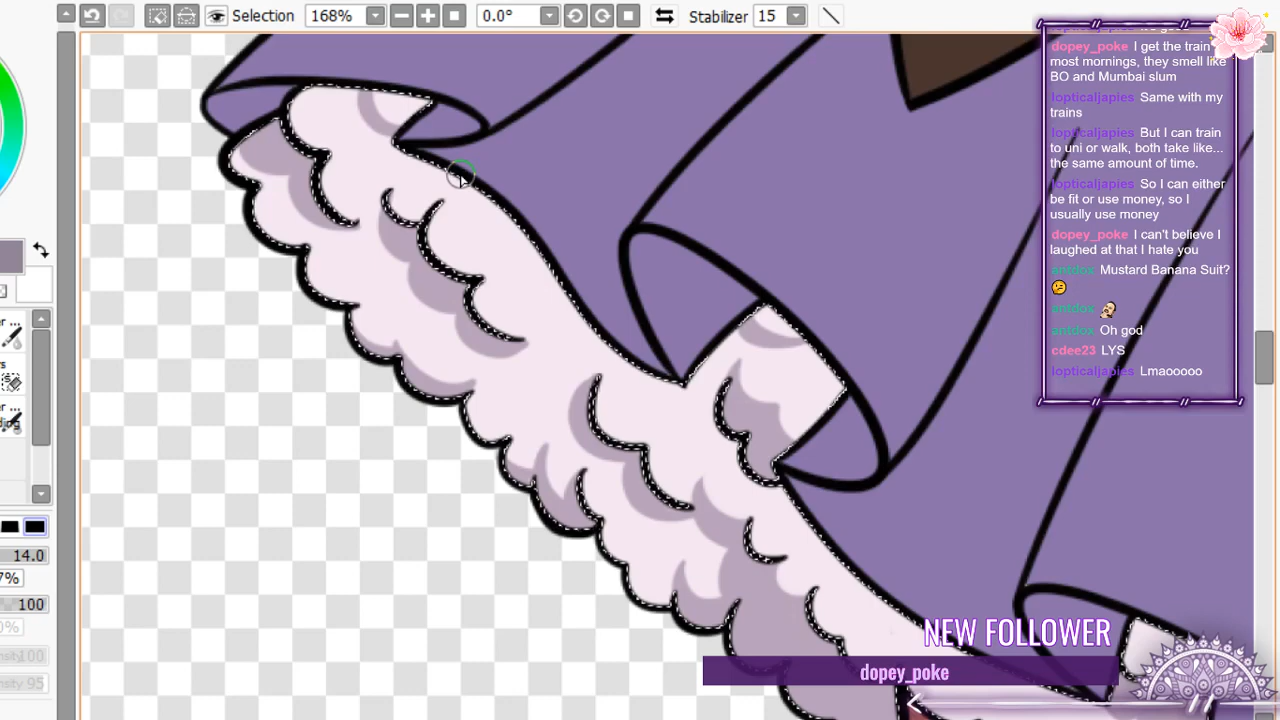 Selection 168% 0.0° Stabilizer 15
dopey_poke I get the train
most mornings, they smell like
BO and Mumbai slum
lopticaljapies Same with my
trains
lopticaljapies But I can train
to uni or walk, both take like...
the same amount of time.
lopticaljapies So I can either
be fit or use money, so I
usually use money
dopey_poke I can't believe I
laughed at that I hate you
antdox Mustard Banana Suit?
antdox
antdox Oh god
cdee23 LYS
lopticaljapies Lmaooooo
14.0
100
100
95
NEW FOLLOWER
dopey_poke